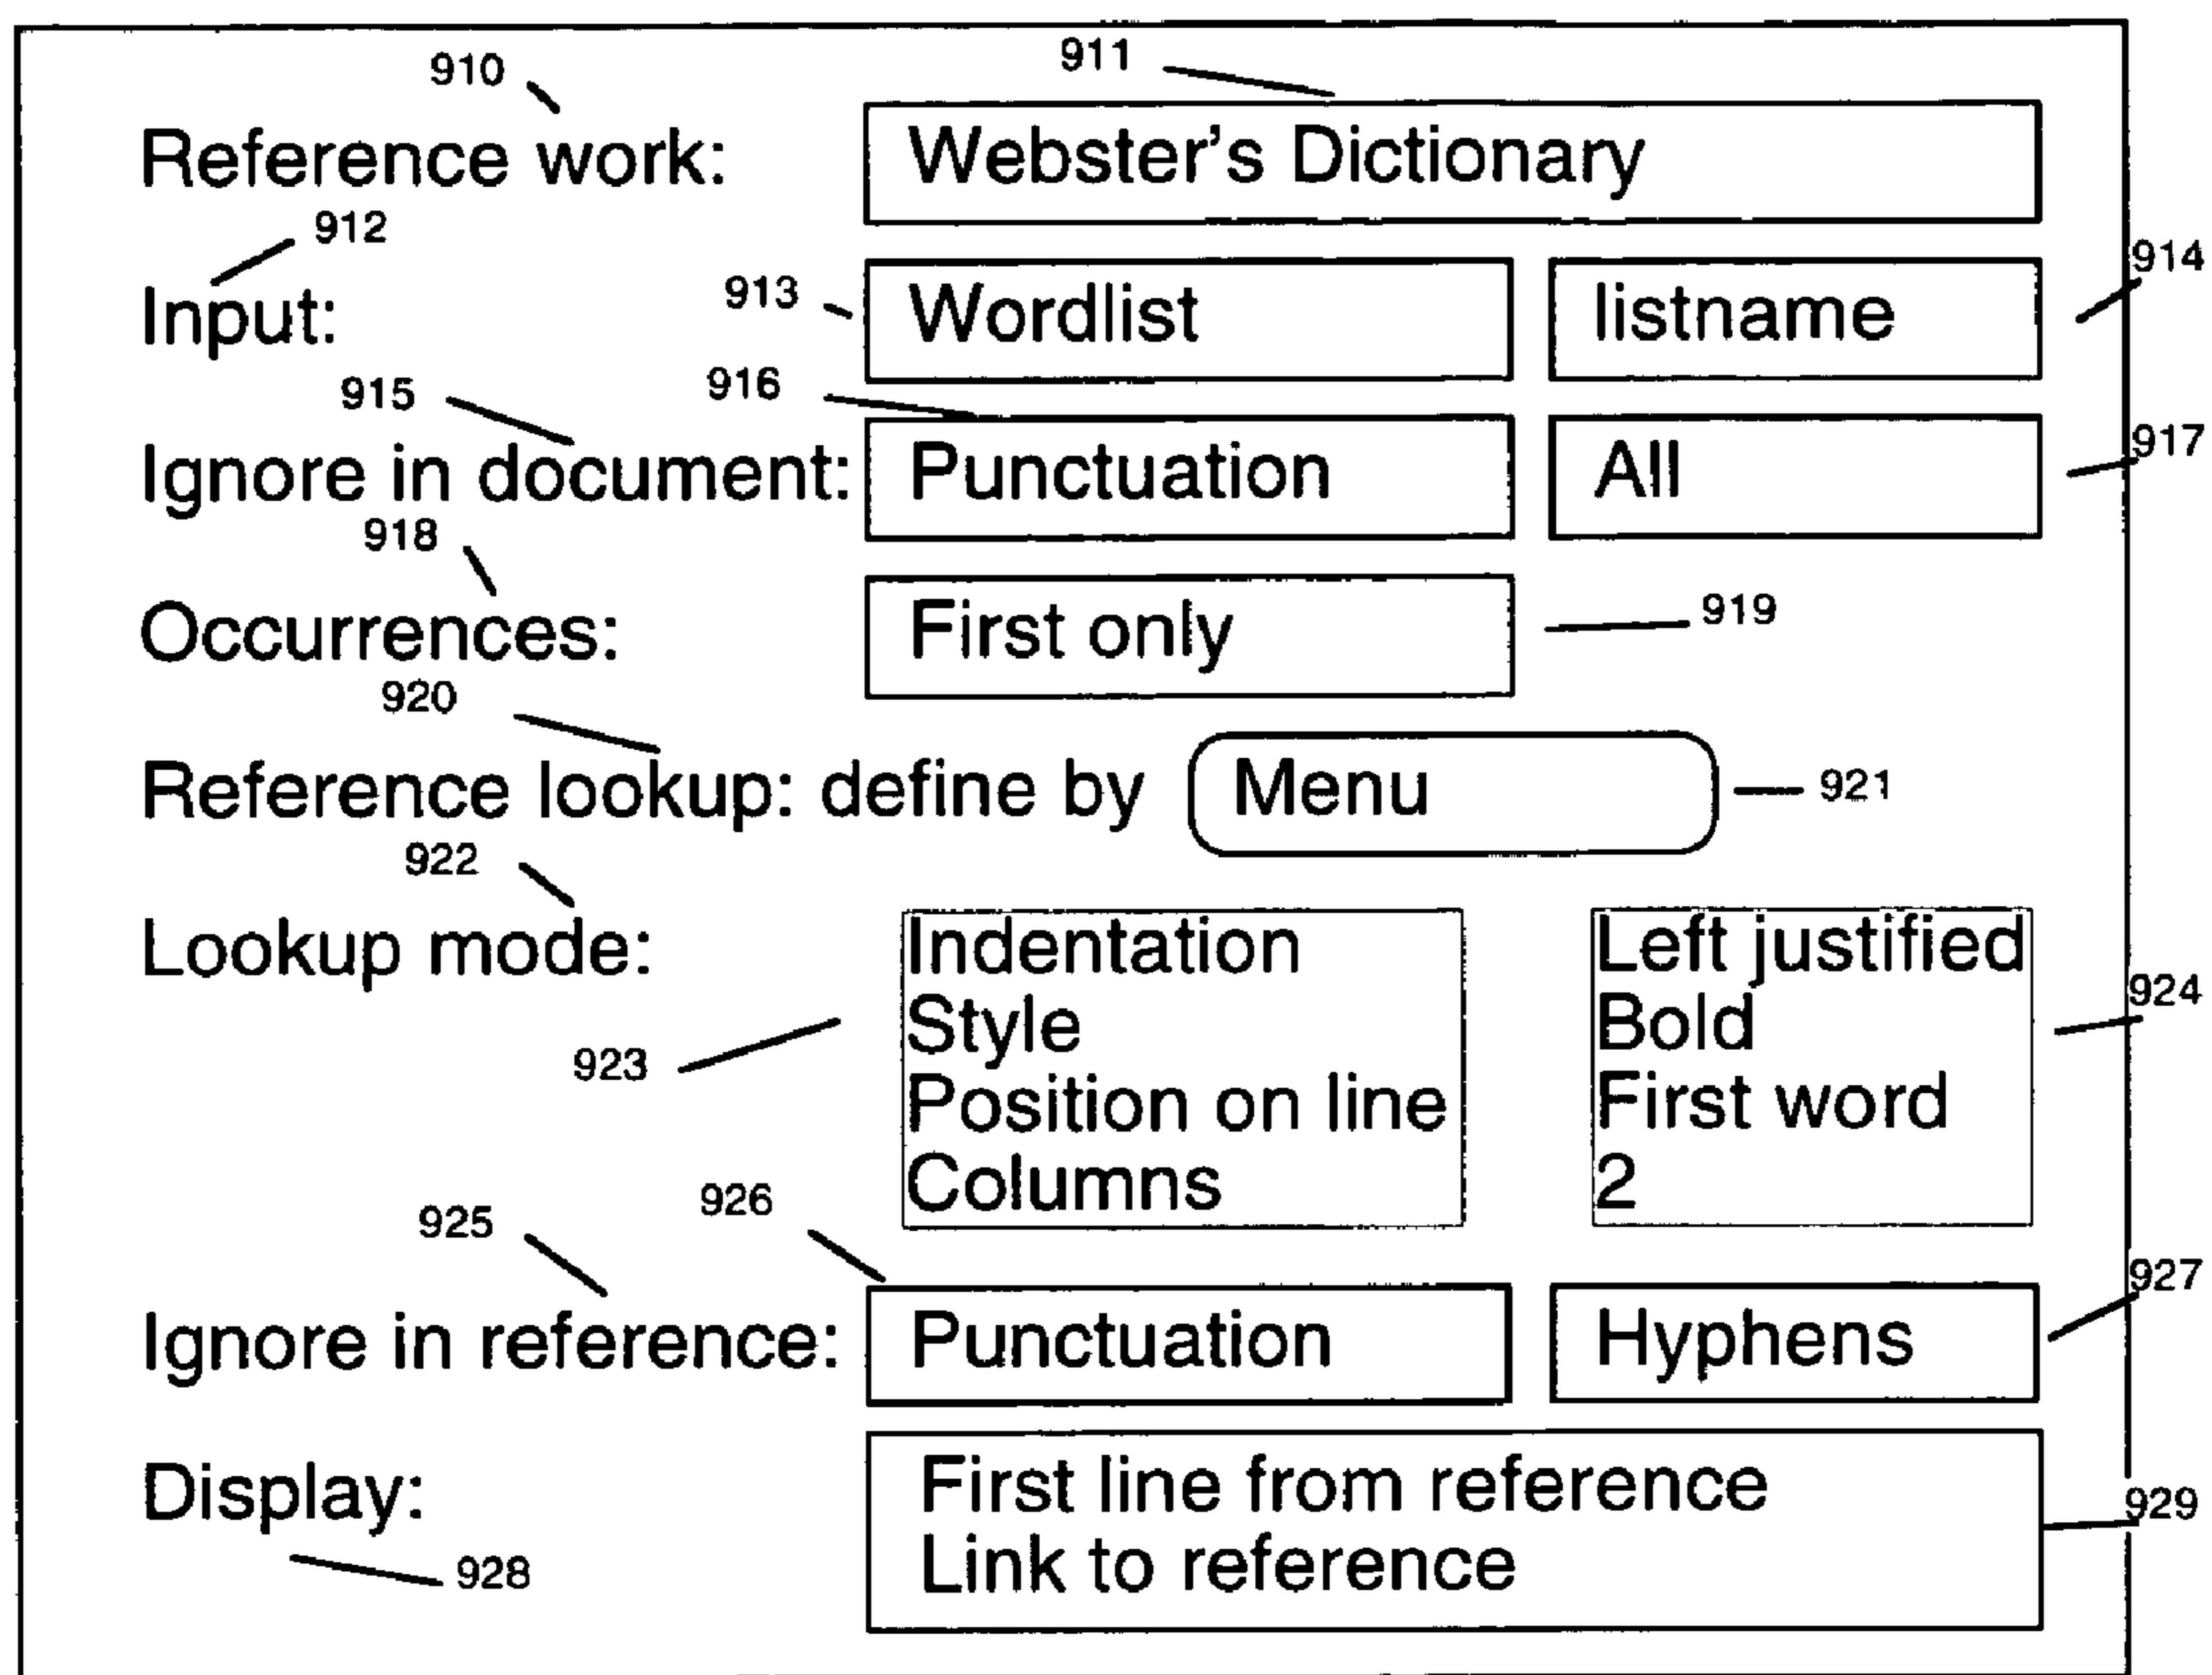 910 911
Reference work: Webster's Dictionary
912
Input: 913 Wordlist listname 914
915 916
Ignore in document: Punctuation All 917
918
Occurrences: First only 919
920
Reference lookup: define by Menu 921
922
Lookup mode: Indentation Left justified
Style Bold 924
923 Position on line First word
Columns 2
925 926
Ignore in reference: Punctuation Hyphens 927
Display: First line from reference 929
928 Link to reference